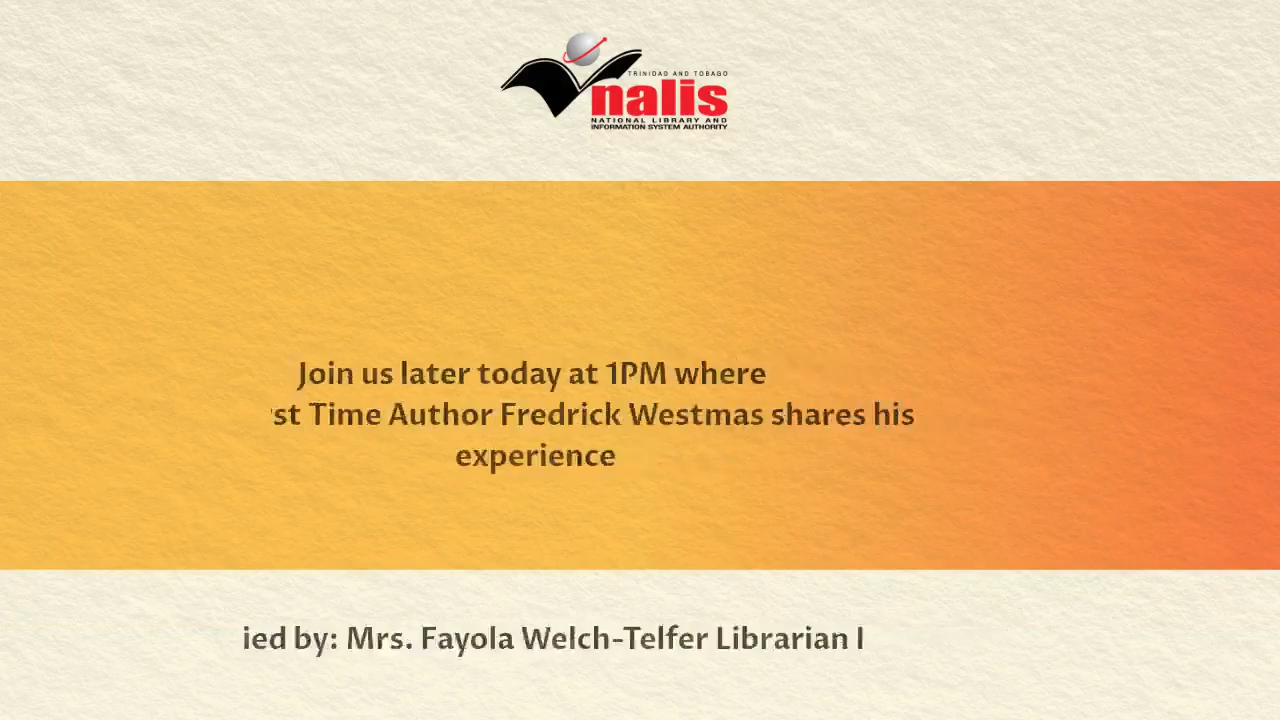 TRINIDAD AND TOBAGO
nalis
NATIONAL LIBRARY AND
INFORMATION SYSTEM AUTHORITY
Join us later today at 1PM where
st Time Author Fredrick Westmas shares his
experience
ied by: Mrs. Fayola Welch-Telfer Librarian I